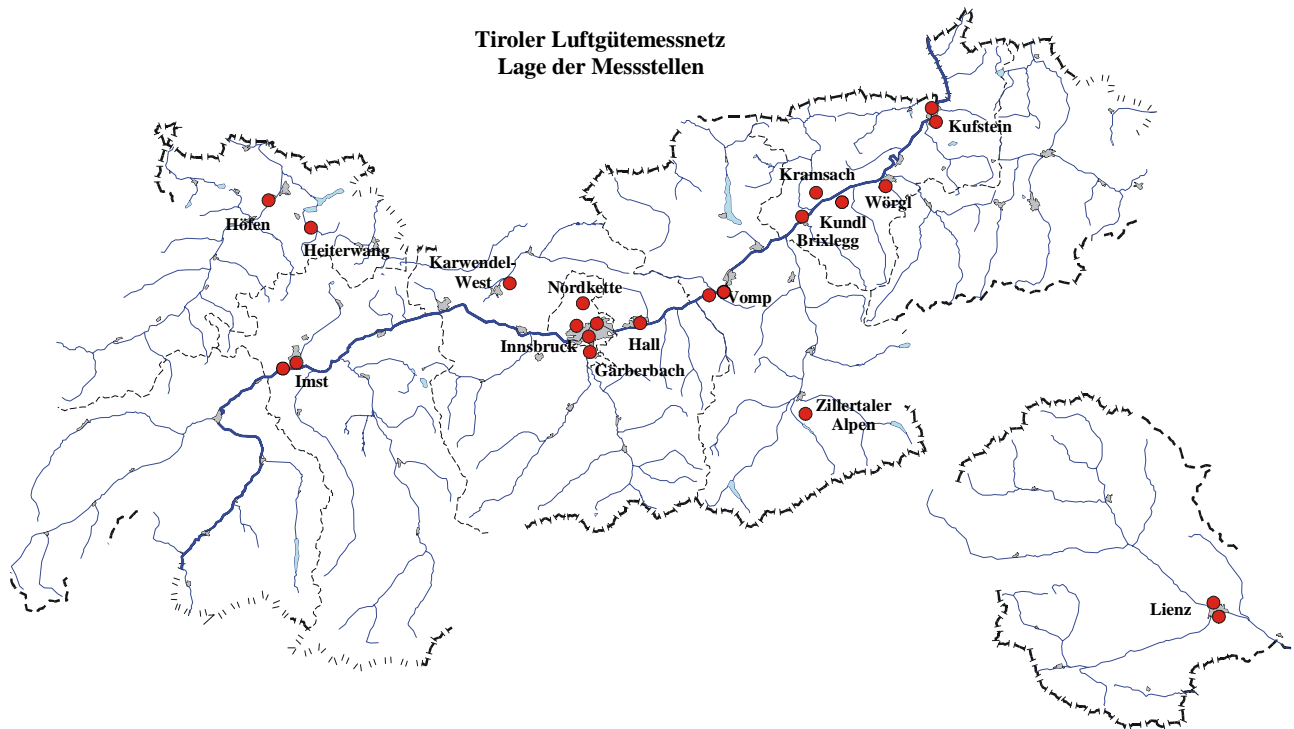 Tiroler Luftgütemessnetz
Lage der Messstellen
Kufstein
Kramsach
Wörgl
Kundl
Brixlegg
Höfen
Heiterwang
Karwendel-
West
Nordkette
Vomp
Innsbruck
Hall
Gärberbach
Imst
Zillertaler
Alpen
Lienz